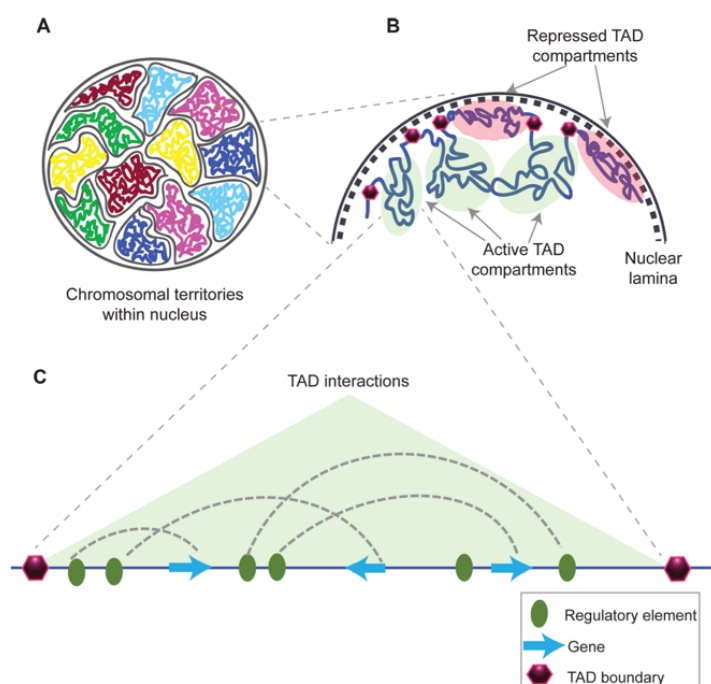 A
B
Repressed TAD
compartments
Active TAD
compartments
Nuclear
lamina
Chromosomal territories
within nucleus
C
TAD interactions
Regulatory element
Gene
TAD boundary